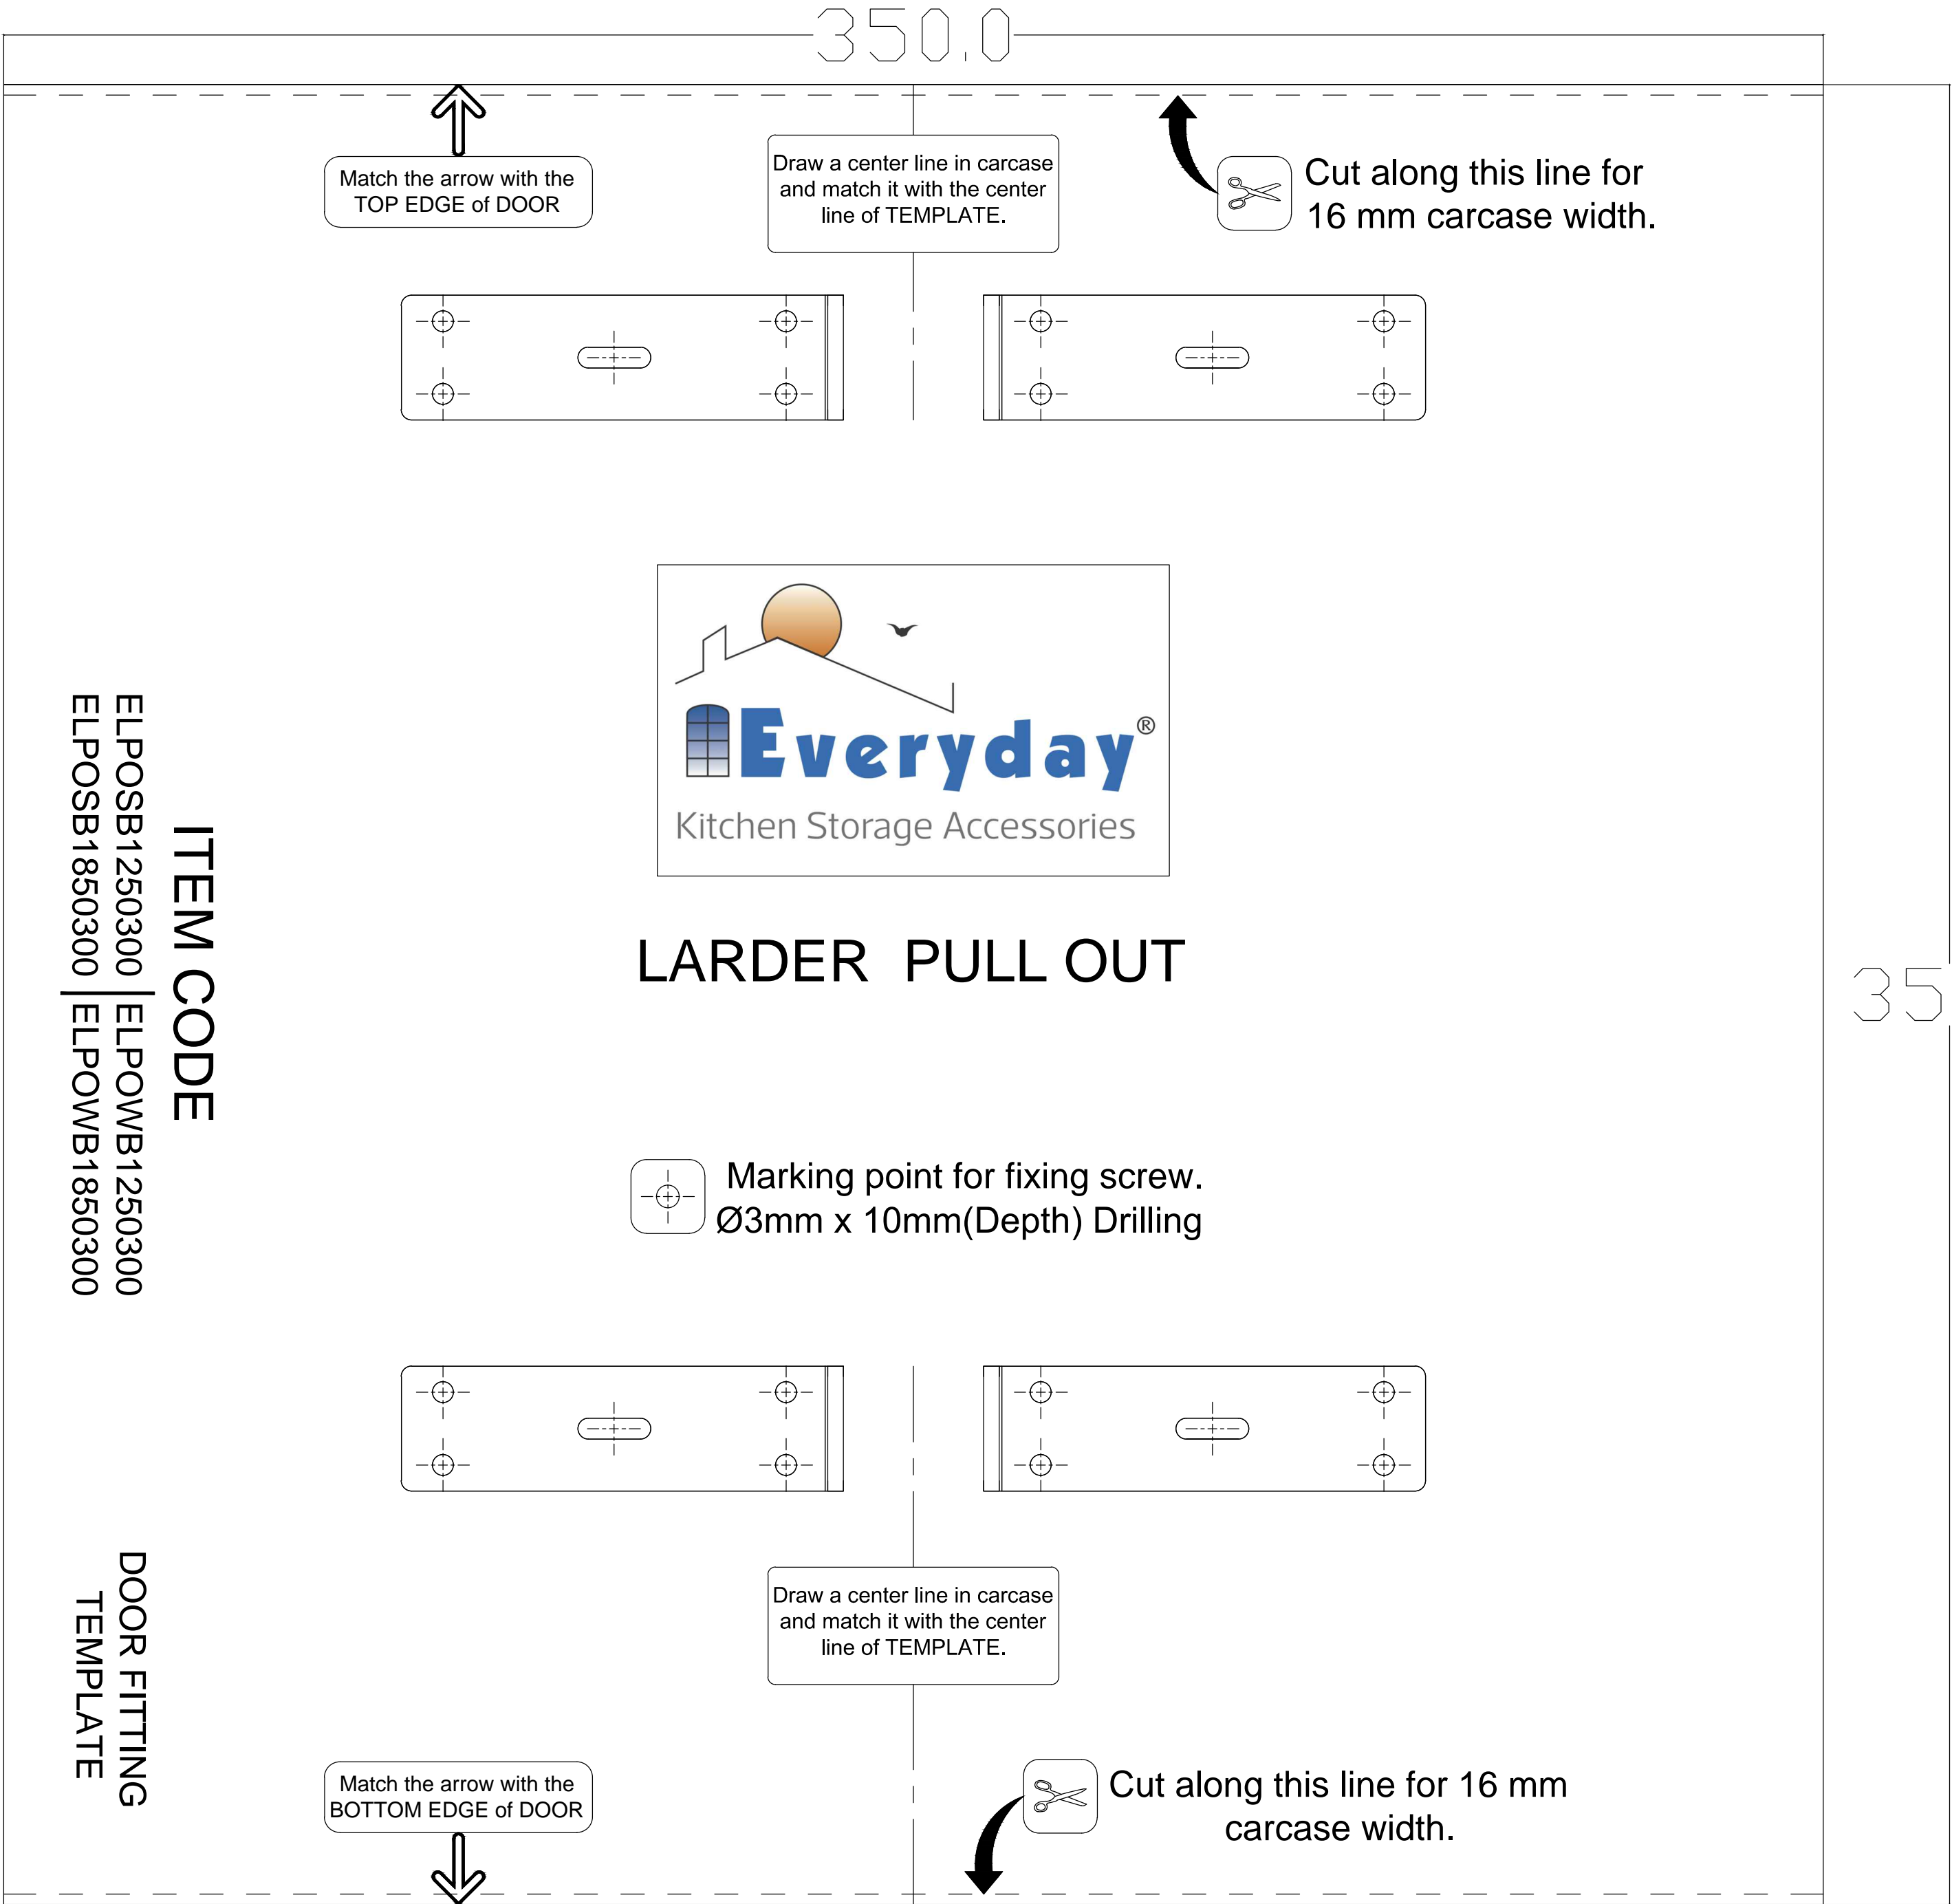 350.0
Match the arrow with the
TOP EDGE of DOOR
Draw a center line in carcase
and match it with the center
line of TEMPLATE.
Cut along this line for
16 mm carcase width.
Everyday®
Kitchen Storage Accessories
LARDER PULL OUT
35
ITEM CODE
ELPOSB1250300 | ELPOWB1250300
ELPOSB1850300 | ELPOWB1850300
Marking point for fixing screw.
Ø3mm x 10mm(Depth) Drilling
DOOR FITTING
TEMPLATE
Draw a center line in carcase
and match it with the center
line of TEMPLATE.
Match the arrow with the
BOTTOM EDGE of DOOR
Cut along this line for 16 mm
carcase width.